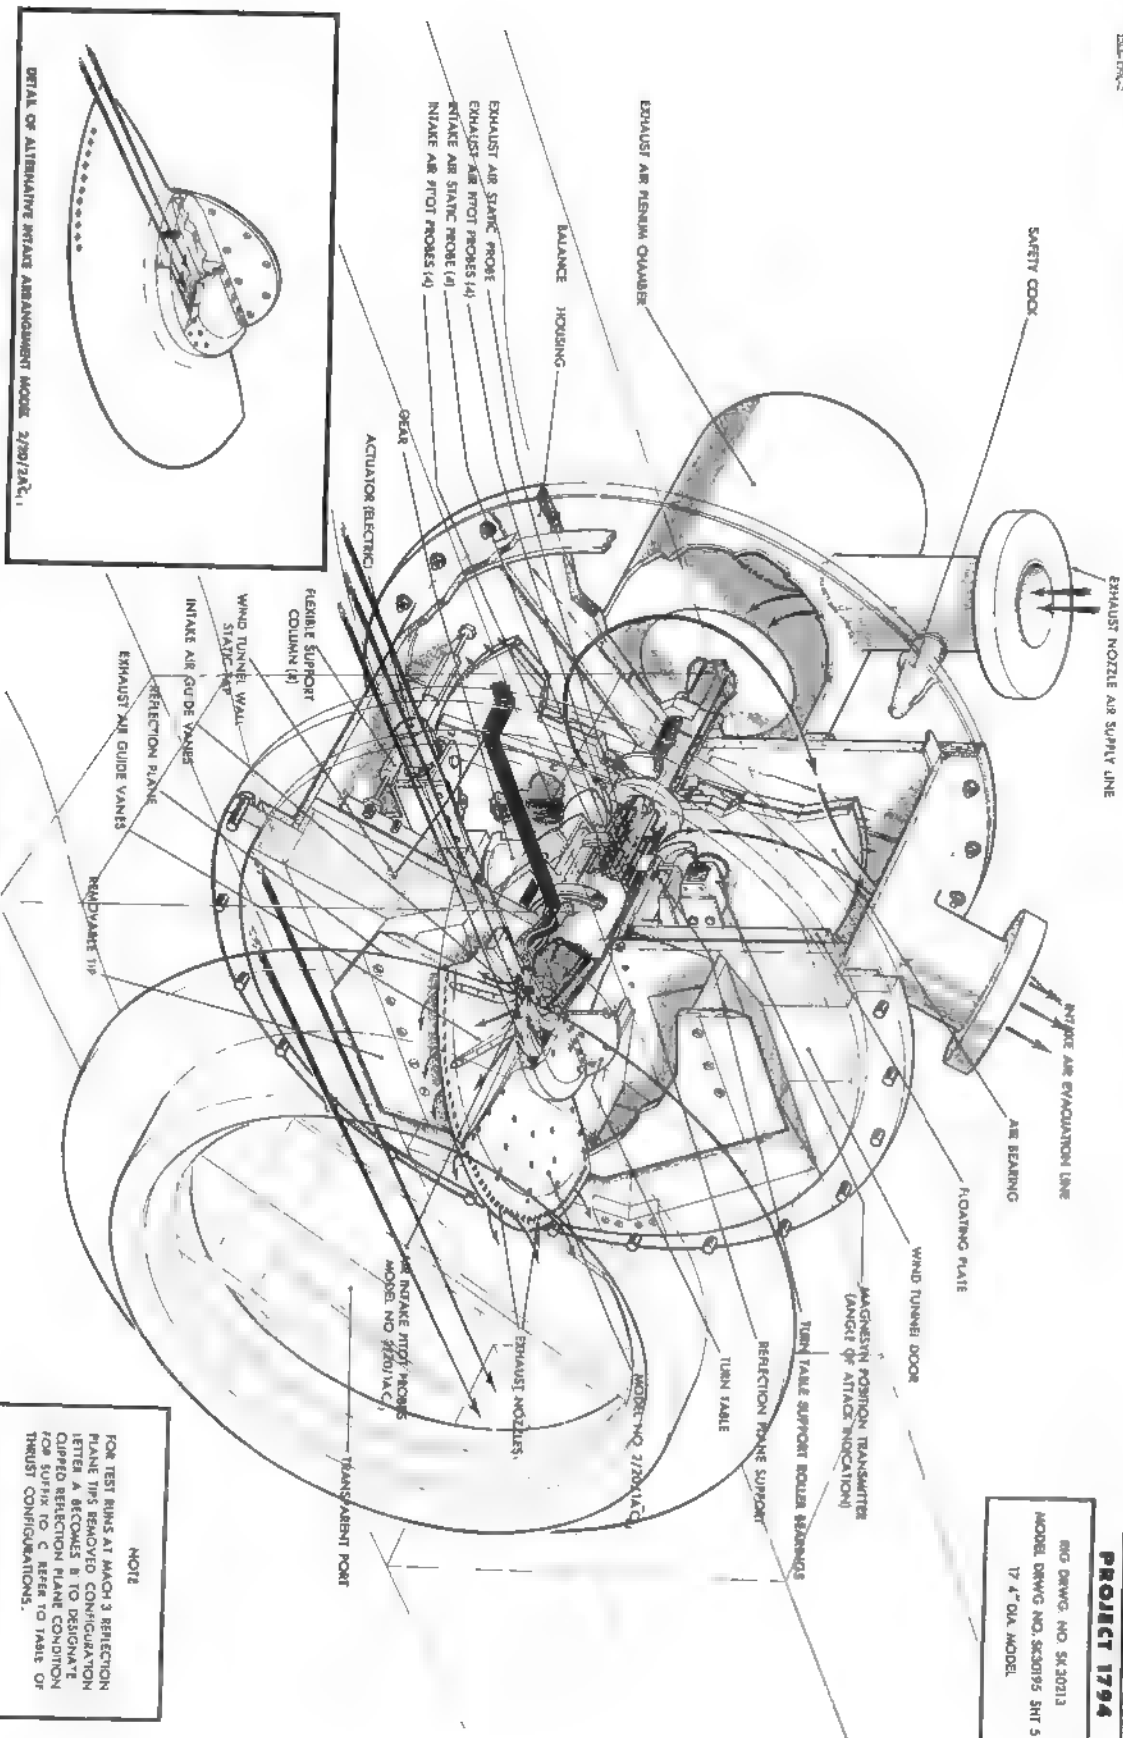 PROJECT 1794
RIG DRWG. NO. SK 30213
MODEL DRWG NO. SK30195 SHT 5
17.4" DIA. MODEL
SAFETY COCK
EXHAUST NOZZLE AIR SUPPLY LINE
INTAKE AIR EVACUATION LINE
AIR BEARING
FLOATING PLATE
WIND TUNNEL DOOR
MAGNESYN POSITION TRANSMITTER
(ANGLE OF ATTACK INDICATION)
TURN TABLE SUPPORT ROLLER BEARINGS
REFLECTION PLANE SUPPORT
TURN TABLE
MODEL NO
EXHAUST NOZZLES
AIR INTAKE PITOT PROBES
MODEL NO
TRANSPARENT PORT
EXHAUST AIR PLENUM CHAMBER
BALANCE HOUSING
EXHAUST AIR STATIC PROBE
EXHAUST AIR PITOT PROBES (4)
INTAKE AIR STATIC PROBE (4)
INTAKE AIR PITOT PROBES (4)
GEAR
ACTUATOR (ELECTRIC)
FLEXIBLE SUPPORT
COLUMN (4)
WIND TUNNEL WALL
STATIC TAP
INTAKE AIR GUIDE VANES
REFLECTION PLANE
EXHAUST AIR GUIDE VANES
REMOVABLE TIP
DETAIL OF ALTERNATIVE INTAKE ARRANGEMENT MODEL
NOTE
FOR TEST RUNS AT MACH 3 REFLECTION
PLANE TIPS REMOVED CONFIGURATION
LETTER A BECOMES B TO DESIGNATE
CLIPPED REFLECTION PLANE CONDITION
FOR SUFFIX TO C REFER TO TABLE OF
THRUST CONFIGURATIONS.